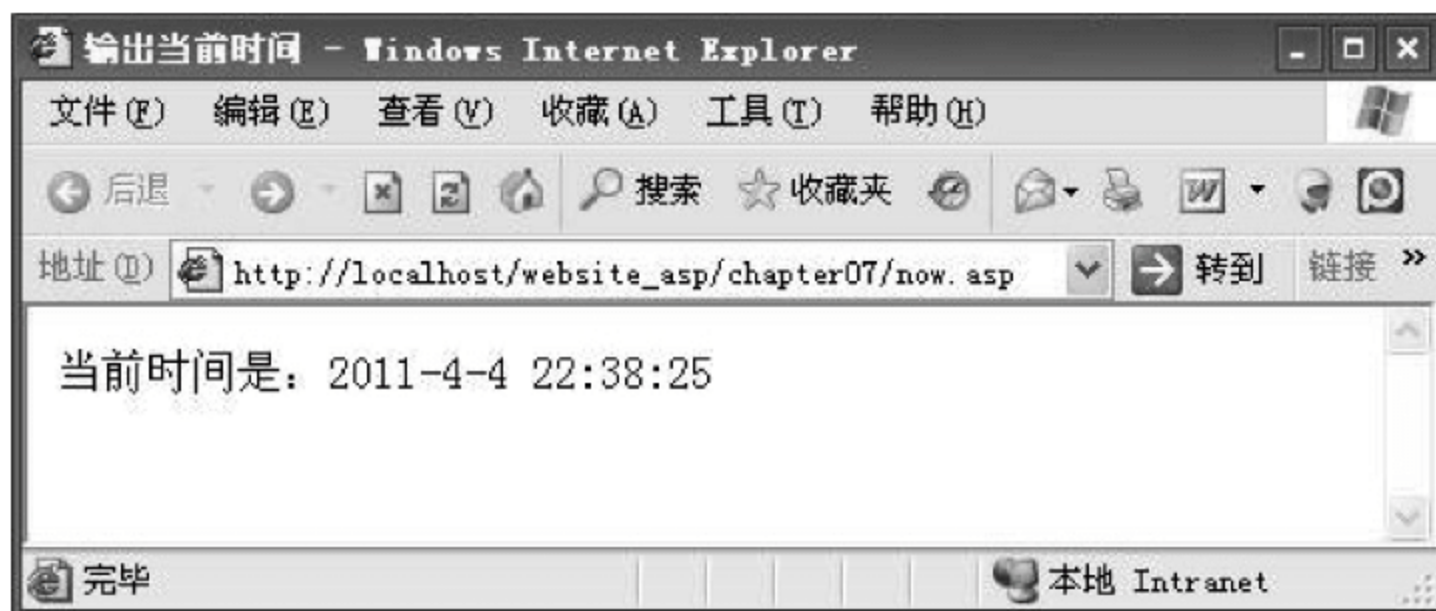 输出当前时间 - Windows Internet Explorer
文件(F) 编辑(E) 查看(V) 收藏(A) 工具(T) 帮助(H)
后退 搜索 收藏夹 W
地址(D) http://localhost/website_asp/chapter07/now.asp 转到 链接 »
当前时间是：2011-4-4 22:38:25
完毕 本地 Intranet